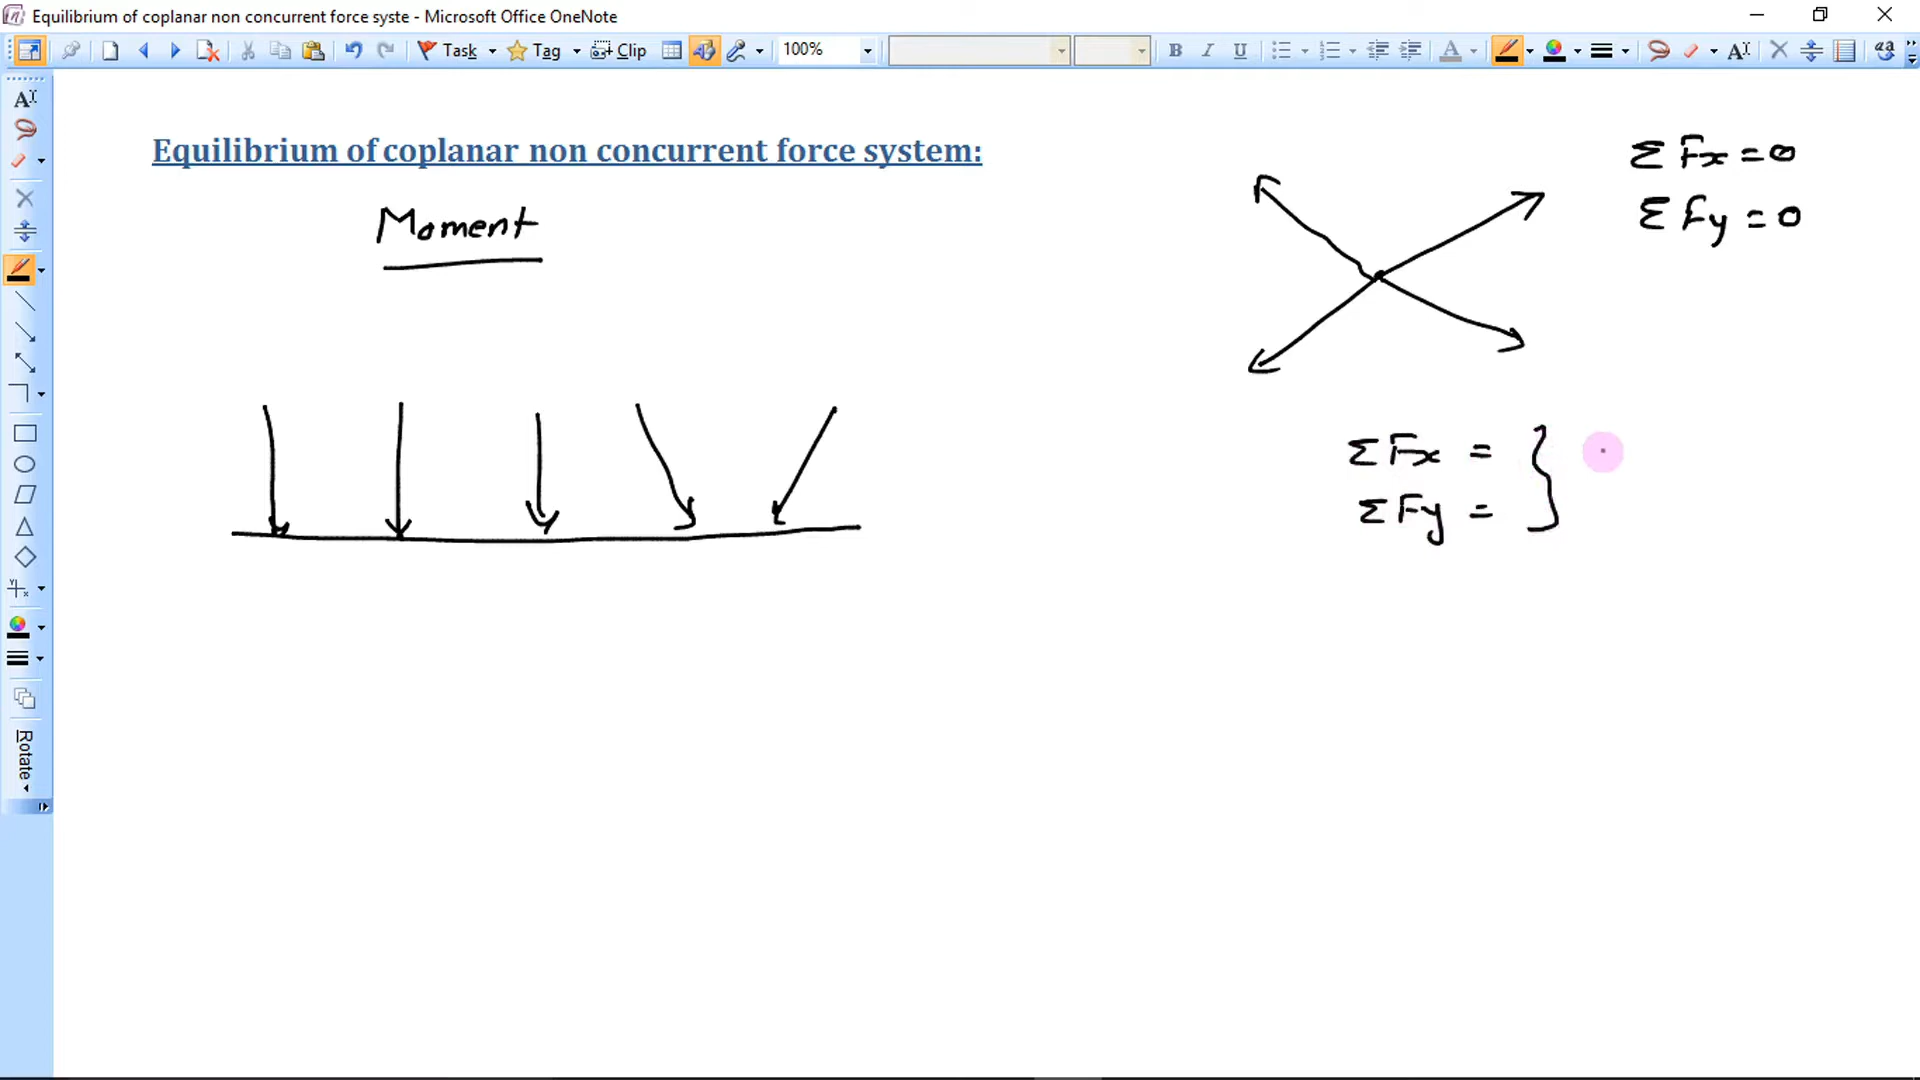 Equilibrium of coplanar non concurrent force syste - Microsoft Office OneNote
Task Tag Clip 100% B I U A
Equilibrium of coplanar non concurrent force system:
Moment
Σ Fx = 0
Σ Fy = 0
Σ Fx =
Σ Fy =
Rotate